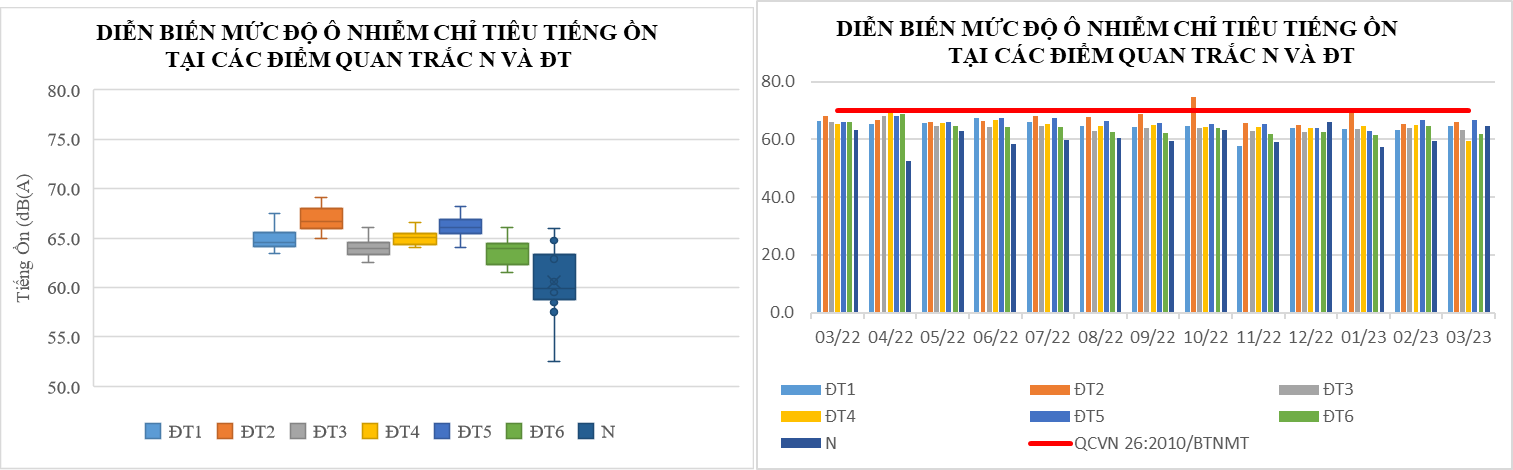 DIỄN BIẾN MỨC ĐỘ Ô NHIỄM CHỈ TIÊU TIẾNG ỒN
TẠI CÁC ĐIỂM QUAN TRẮC N VÀ ĐT
80.0
75.0
70.0
65.0
60.0
55.0
50.0
Tiếng Ồn ((dB(A)
ĐT1 ĐT2 ĐT3 ĐT4 ĐT5 ĐT6 N
DIỄN BIẾN MỨC ĐỘ Ô NHIỄM CHỈ TIÊU TIẾNG ỒN
TẠI CÁC ĐIỂM QUAN TRẮC N VÀ ĐT
80.0
60.0
40.0
20.0
0.0
03/22 04/22 05/22 06/22 07/22 08/22 09/22 10/22 11/22 12/22 01/23 02/23 03/23
ĐT1 ĐT2 ĐT3
ĐT4 ĐT5 ĐT6
N QCVN 26:2010/BTNMT